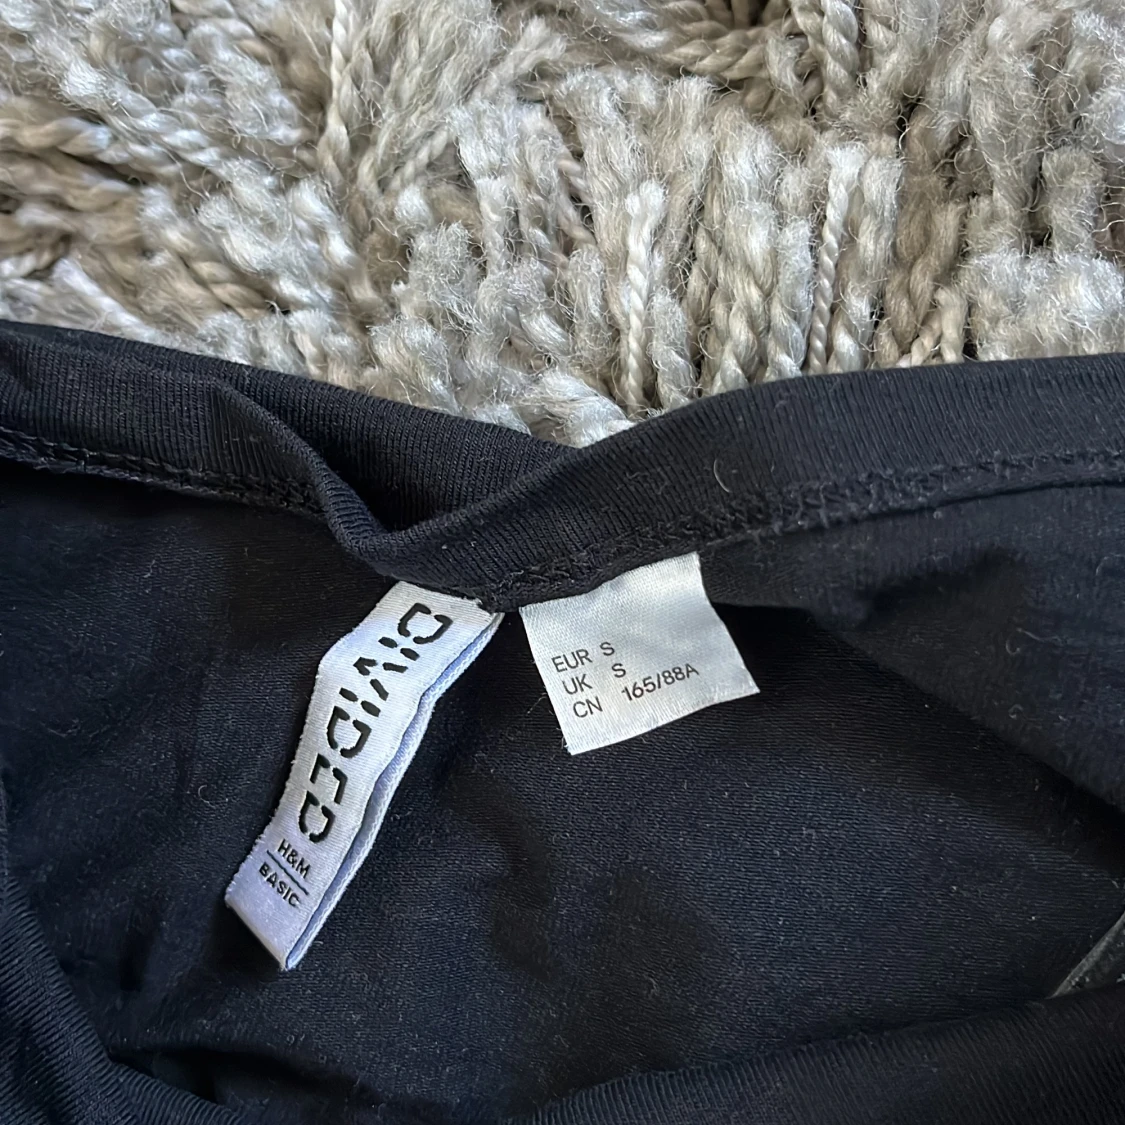 DIVIDED
H&M
BASIC
EUR S
UK S
CN 165/88A